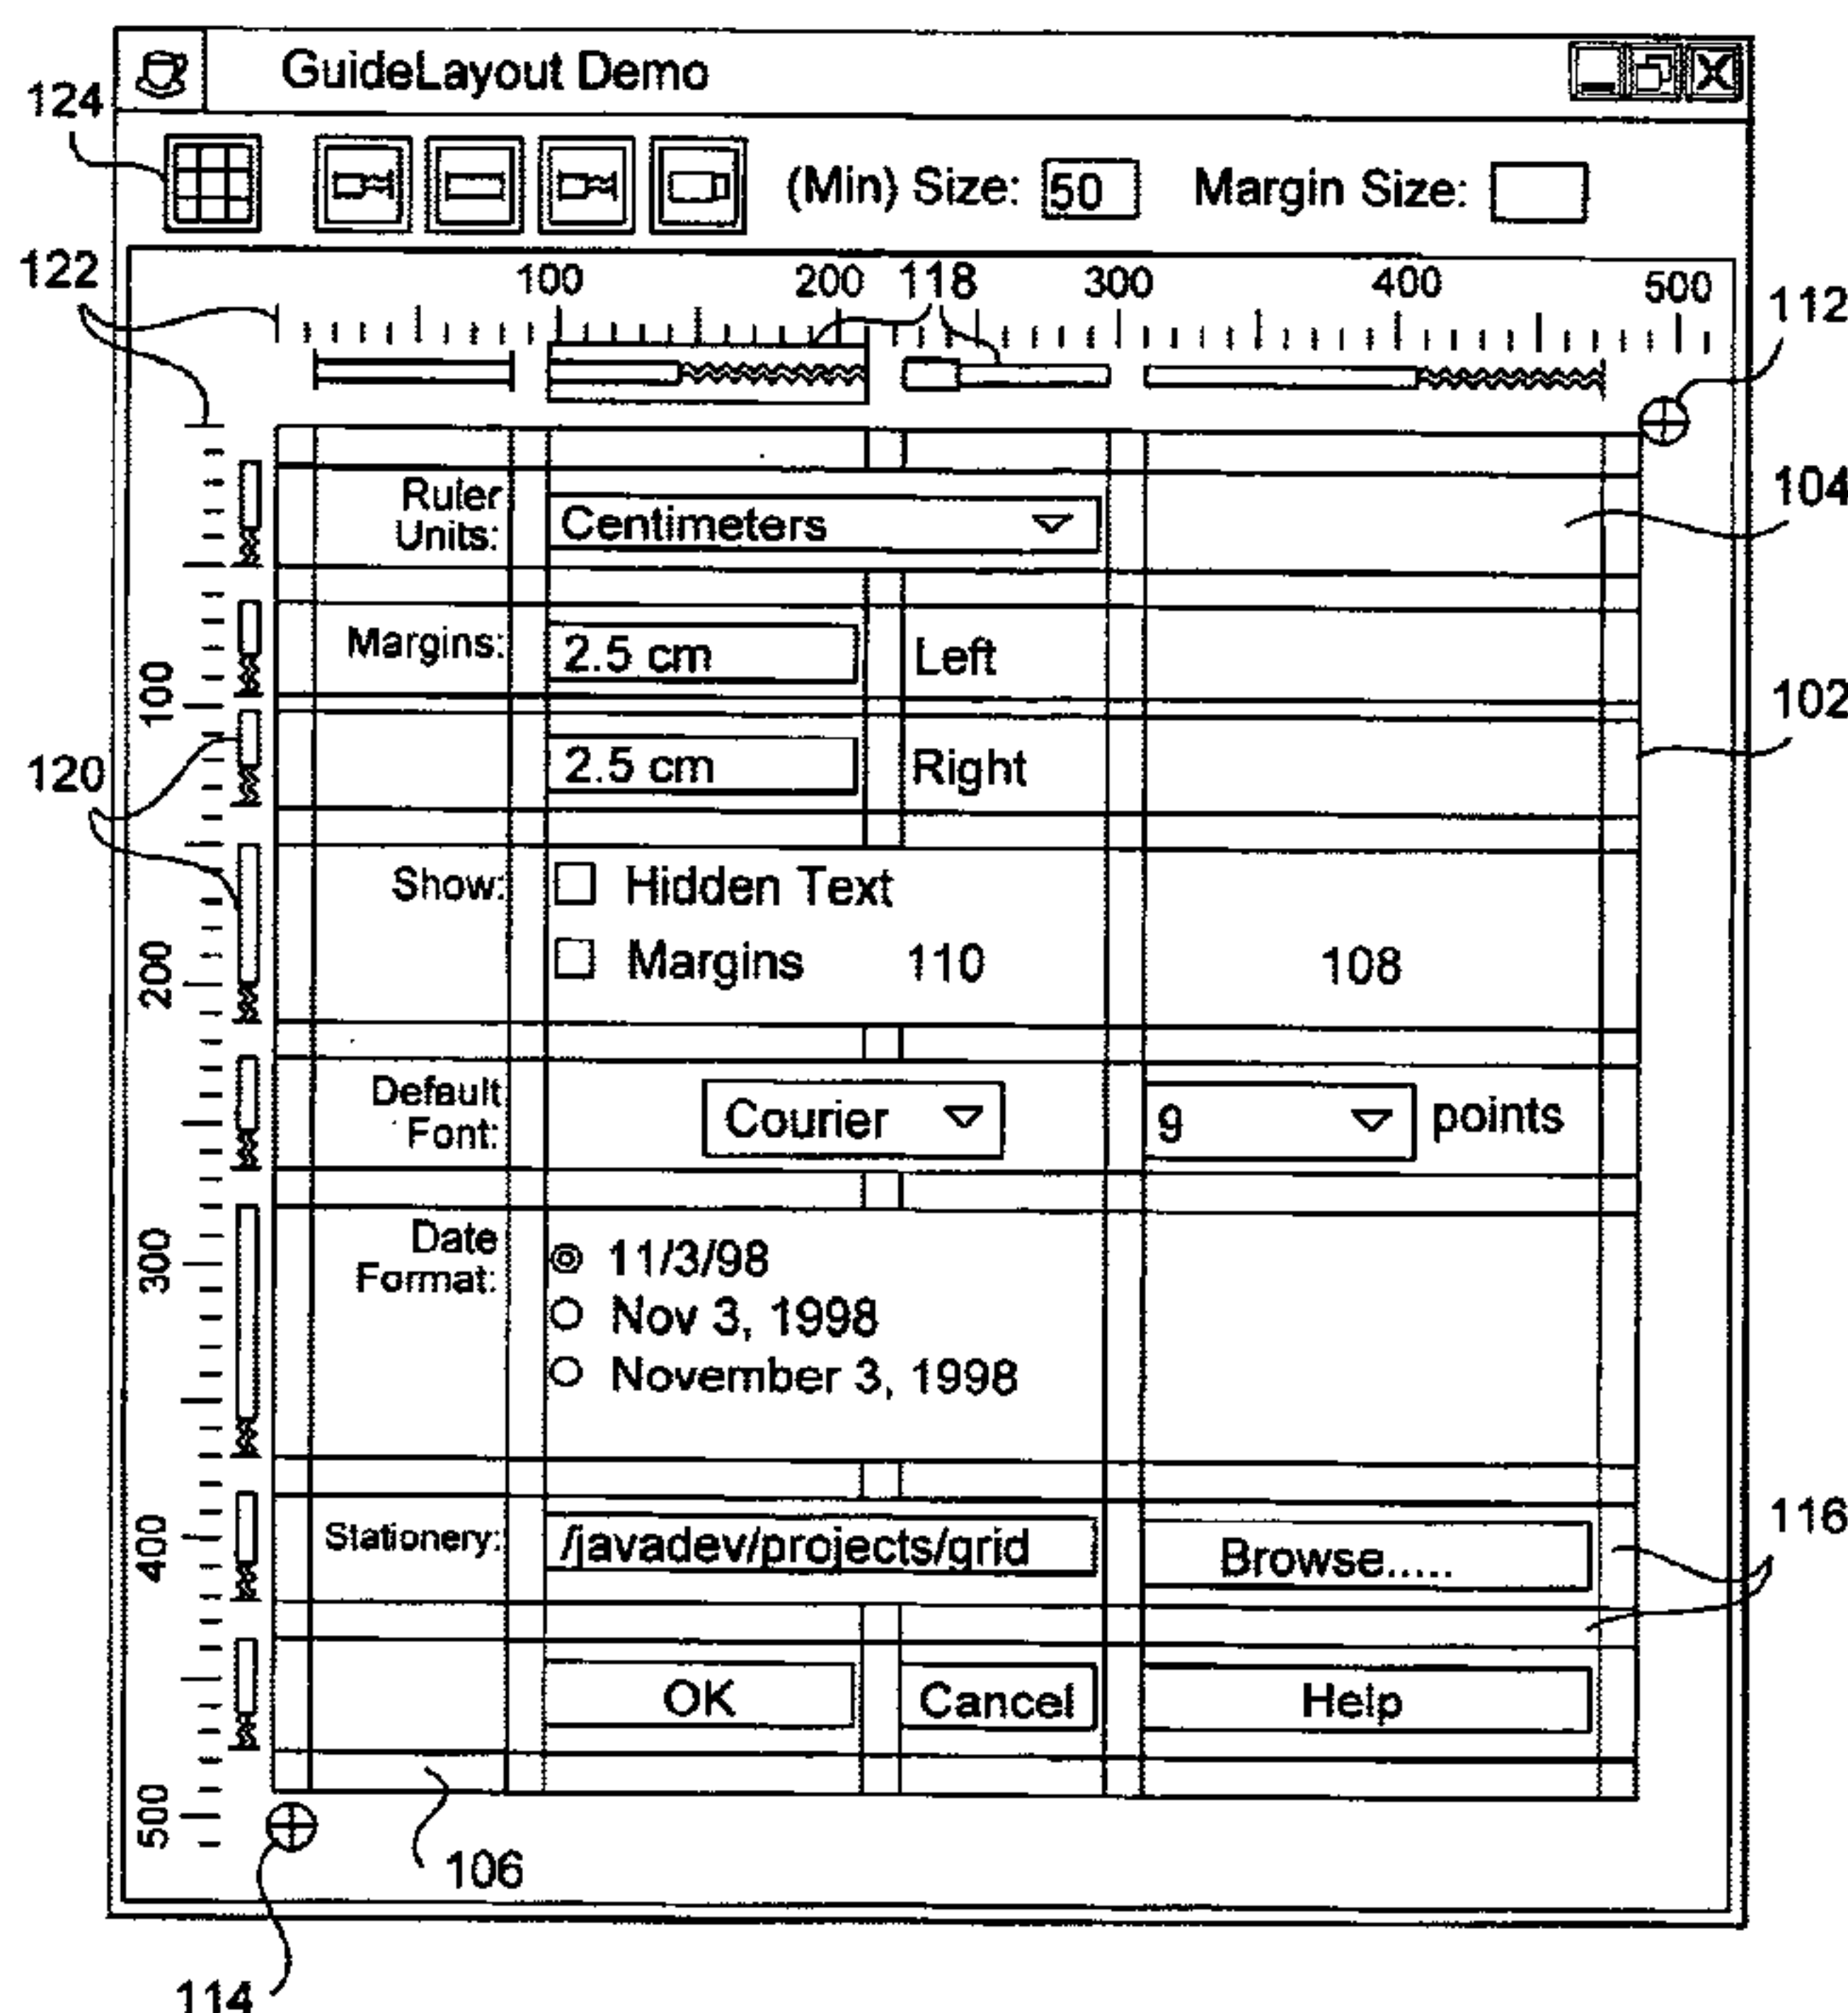 GuideLayout Demo
124
(Min) Size: 50 Margin Size:
122
100 200 118 300 400 500
112
104
Ruler
Units:
Centimeters
Margins: 2.5 cm Left
100
102
2.5 cm Right
120
Show: Hidden Text
Margins 110 108
200
Default
Font:
Courier 9 points
Date
Format:
11/3/98
300
Nov 3, 1998
November 3, 1998
116
400
Stationery: /javadev/projects/grid Browse.....
OK Cancel Help
500
106
114